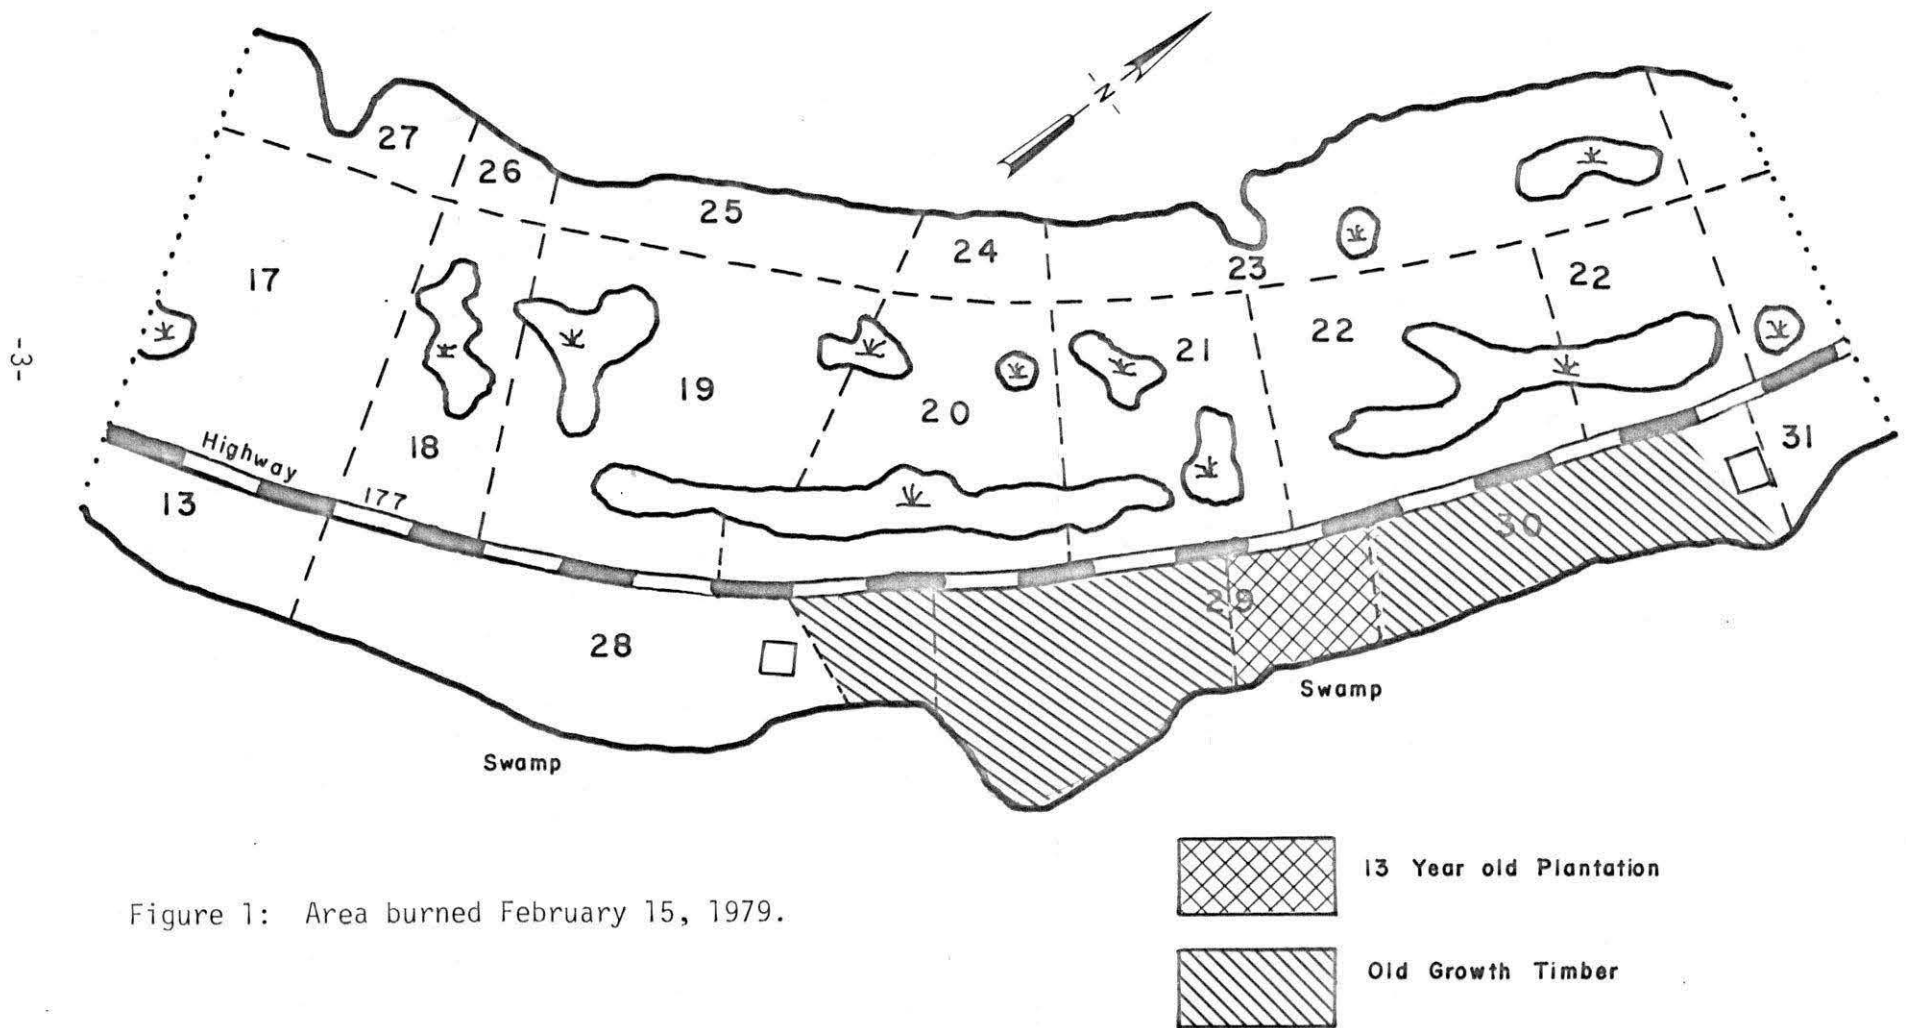 N
27
26
25
24
23
22
22
17
18
19
20
21
Highway
177
13
28
29
30
31
Swamp
Swamp
-3-
Figure 1: Area burned February 15, 1979.
13 Year old Plantation
Old Growth Timber